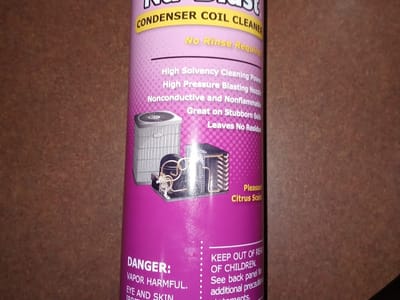 Nu-Blast
CONDENSER COIL CLEANER
No Rinse
High Solvency Cleaning Power
High Pressure Blasting Nozzle
Nonconductive and Nonflammable
Great on Stubborn
Leaves No Residue
Pleasant
Citrus Scent
DANGER:
VAPOR HARMFUL.
EYE AND SKIN
KEEP OUT OF
OF CHILDREN.
See back panel
additional